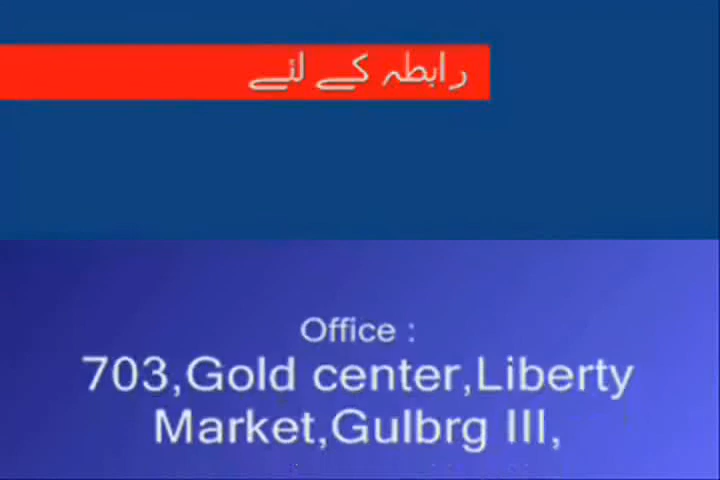 رابطہ کے لئے
Office :
703,Gold center,Liberty
Market,Gulbrg III,